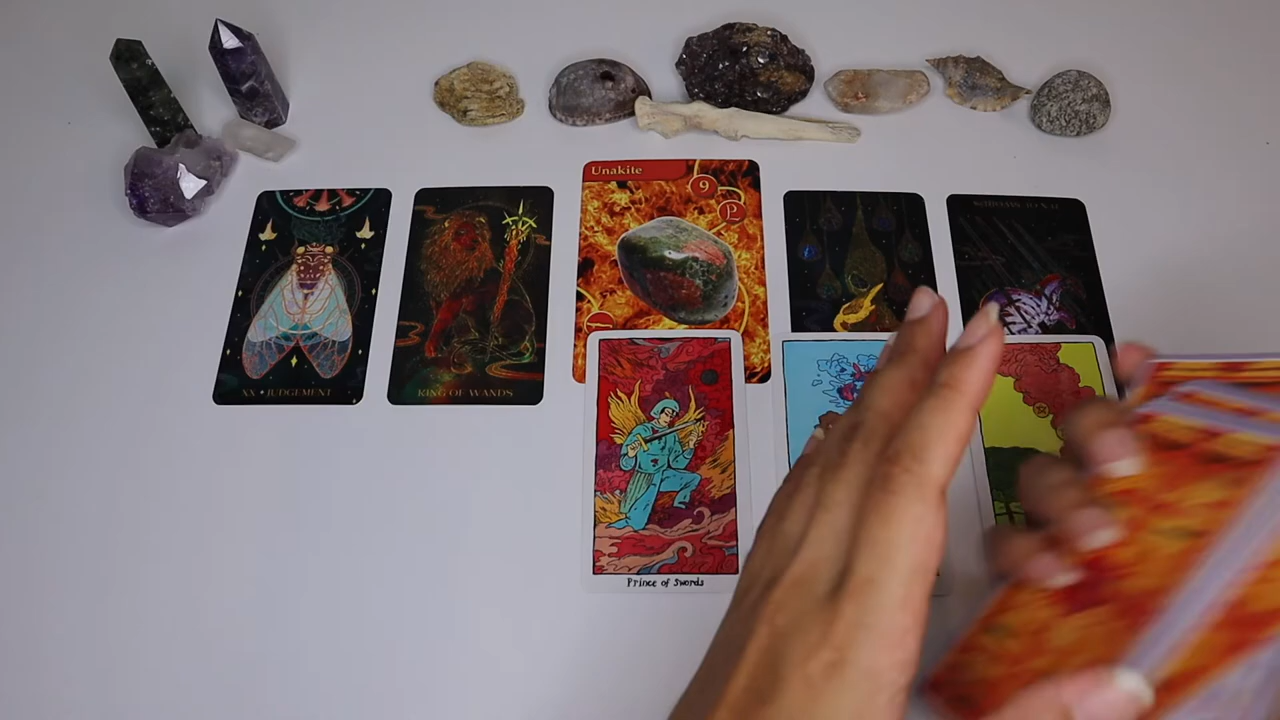 Unakite
9
XX • JUDGEMENT
KING OF WANDS
Prince of Swords